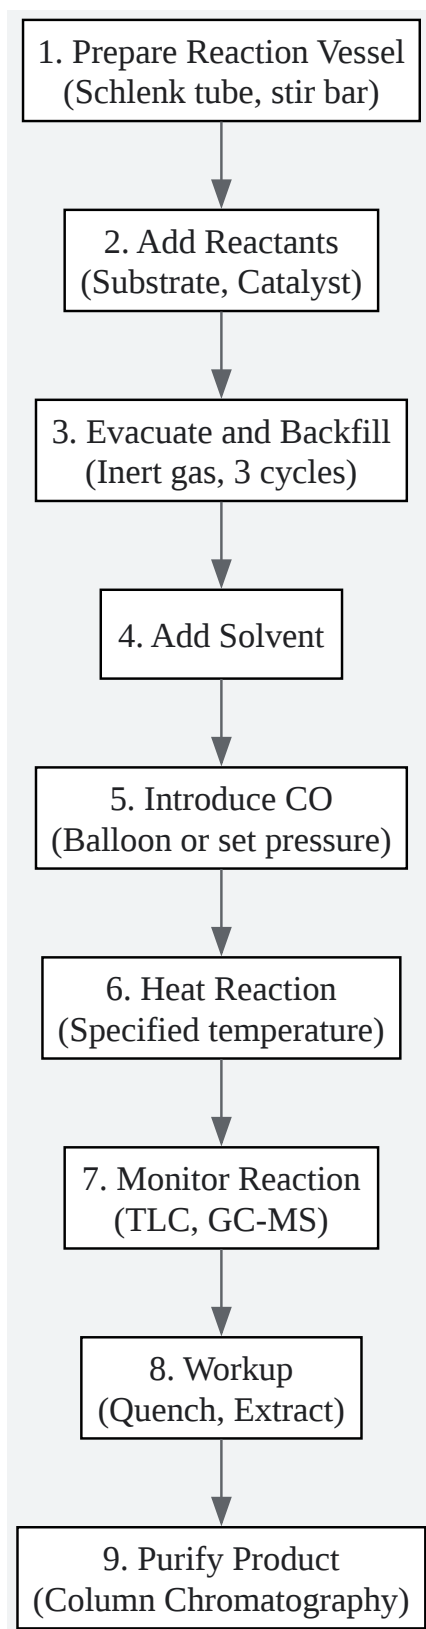 1. Prepare Reaction Vessel
(Schlenk tube, stir bar)
2. Add Reactants
(Substrate, Catalyst)
3. Evacuate and Backfill
(Inert gas, 3 cycles)
4. Add Solvent
5. Introduce CO
(Balloon or set pressure)
6. Heat Reaction
(Specified temperature)
7. Monitor Reaction
(TLC, GC-MS)
8. Workup
(Quench, Extract)
9. Purify Product
(Column Chromatography)